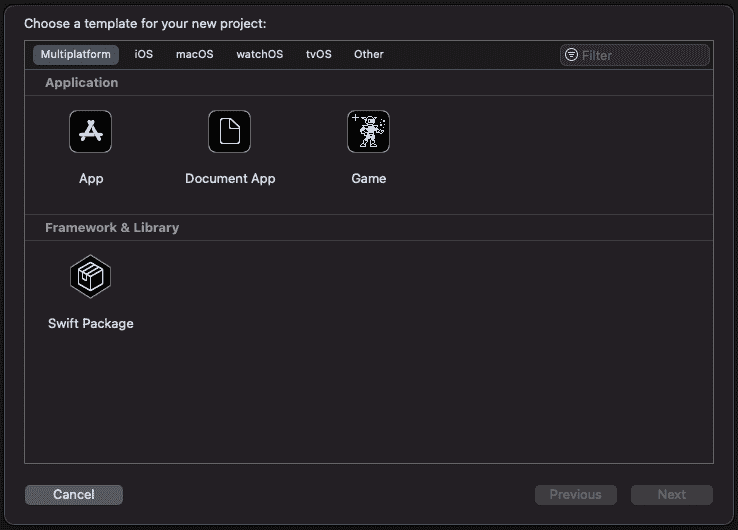 Choose a template for your new project:
Multiplatform iOS macOS watchOS tvOS Other Filter
Application
App Document App Game
Framework & Library
Swift Package
Cancel Previous Next